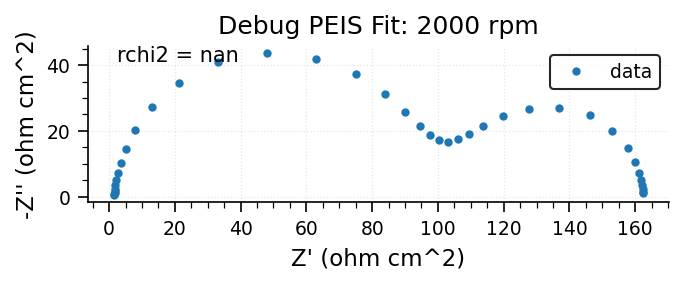 Debug PEIS Fit: 2000 rpm
rchi2 = nan
data
-Z'' (ohm cm^2)
40
20
0
0 20 40 60 80 100 120 140 160
Z' (ohm cm^2)